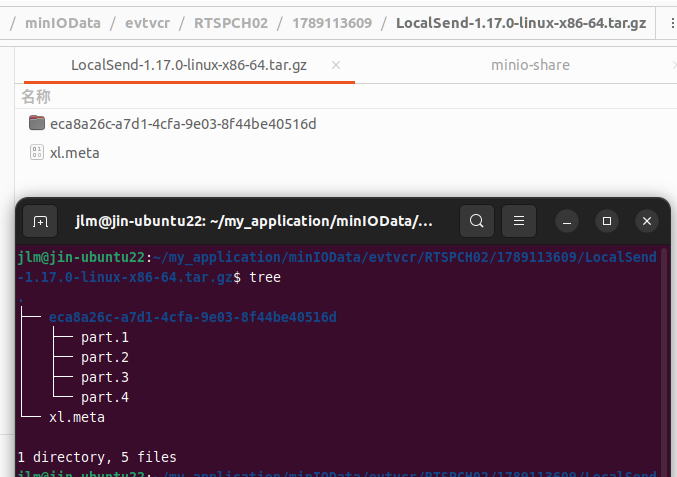 / minIOData / evtvcr / RTSPCH02 / 1789113609 / LocalSend-1.17.0-linux-x86-64.tar.gz
LocalSend-1.17.0-linux-x86-64.tar.gz × minio-share
名称
eca8a26c-a7d1-4cfa-9e03-8f44be40516d
xl.meta
jlm@jin-ubuntu22: ~/my_application/minIOData/...
jlm@jin-ubuntu22:~/my_application/minIOData/evtvcr/RTSPCH02/1789113609/LocalSend
-1.17.0-linux-x86-64.tar.gz$ tree
.
├── eca8a26c-a7d1-4cfa-9e03-8f44be40516d
│   ├── part.1
│   ├── part.2
│   ├── part.3
│   └── part.4
└── xl.meta
1 directory, 5 files
jlm@jin-ubuntu22:~/my_application/minIOData/evtvcr/RTSPCH02/1789113609/LocalSend